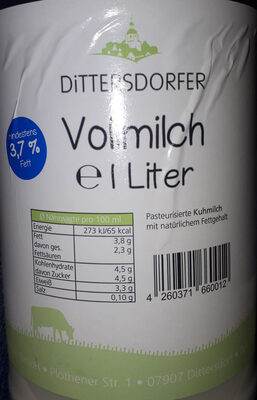 DiTTERSDORFER
Vollmilch
℮ 1 Liter
mindestens
3,7 %
Fett
Ø Nährwerte pro 100 ml
Energie 273 kJ/65 kcal
Fett 3,8 g
davon ges. 2,3 g
Fettsäuren
Kohlenhydrate 4,5 g
davon Zucker 4,5 g
Eiweiß 3,3 g
Salz 0,10 g
Pasteurisierte Kuhmilch
mit natürlichem Fettgehalt
4 260371 660012
Plothener Str. 1 · 07907 Dittersdorf